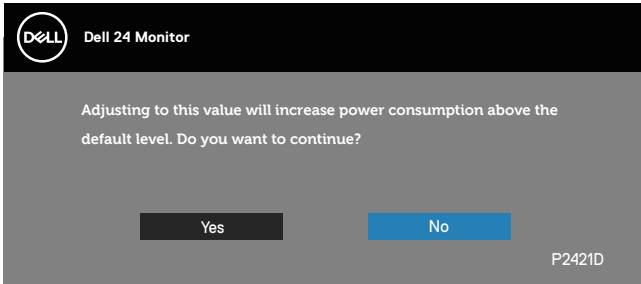 DELL
Dell 24 Monitor
Adjusting to this value will increase power consumption above the
default level. Do you want to continue?
Yes
No
P2421D